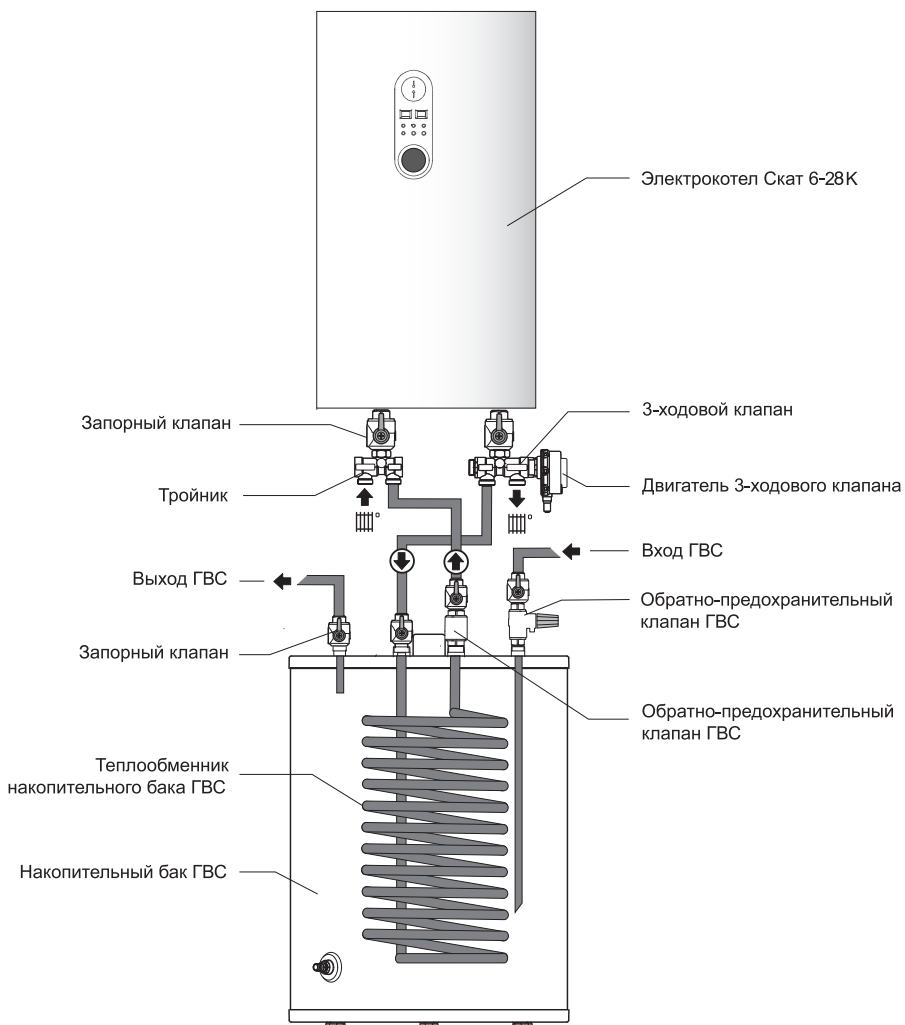 Электрокотел Скат 6-28K
Запорный клапан
3-ходовой клапан
Тройник
Двигатель 3-ходового клапана
Вход ГВС
Выход ГВС
Обратно-предохранительный
клапан ГВС
Запорный клапан
Обратно-предохранительный
клапан ГВС
Теплообменник
накопительного бака ГВС
Накопительный бак ГВС